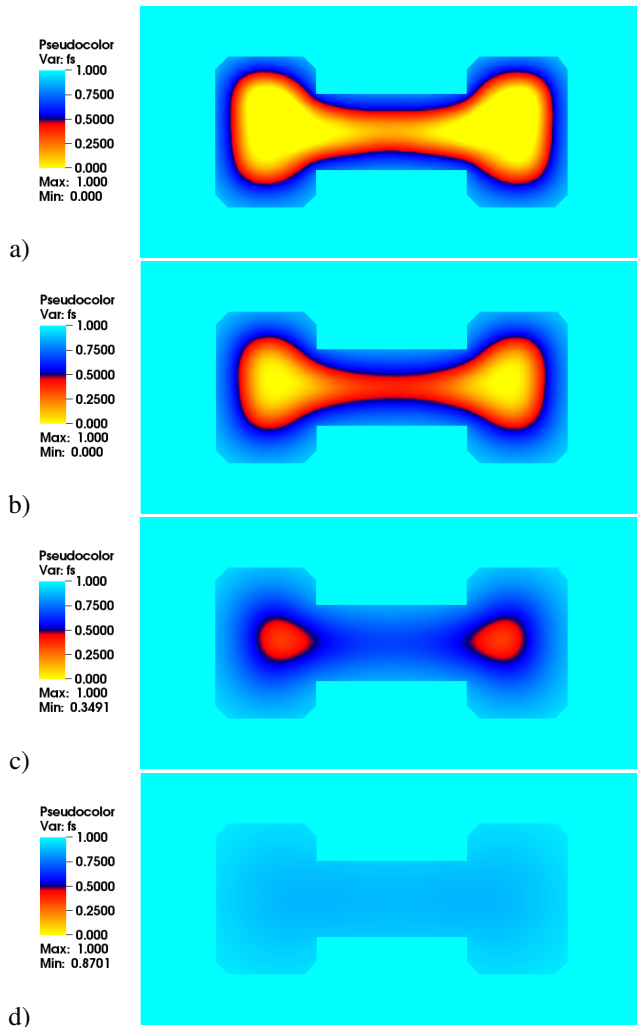 Pseudocolor
Var: fs
1.000
0.7500
0.5000
0.2500
0.000
Max: 1.000
Min: 0.000
a)
Pseudocolor
Var: fs
1.000
0.7500
0.5000
0.2500
0.000
Max: 1.000
Min: 0.000
b)
Pseudocolor
Var: fs
1.000
0.7500
0.5000
0.2500
0.000
Max: 1.000
Min: 0.3491
c)
Pseudocolor
Var: fs
1.000
0.7500
0.5000
0.2500
0.000
Max: 1.000
Min: 0.8701
d)